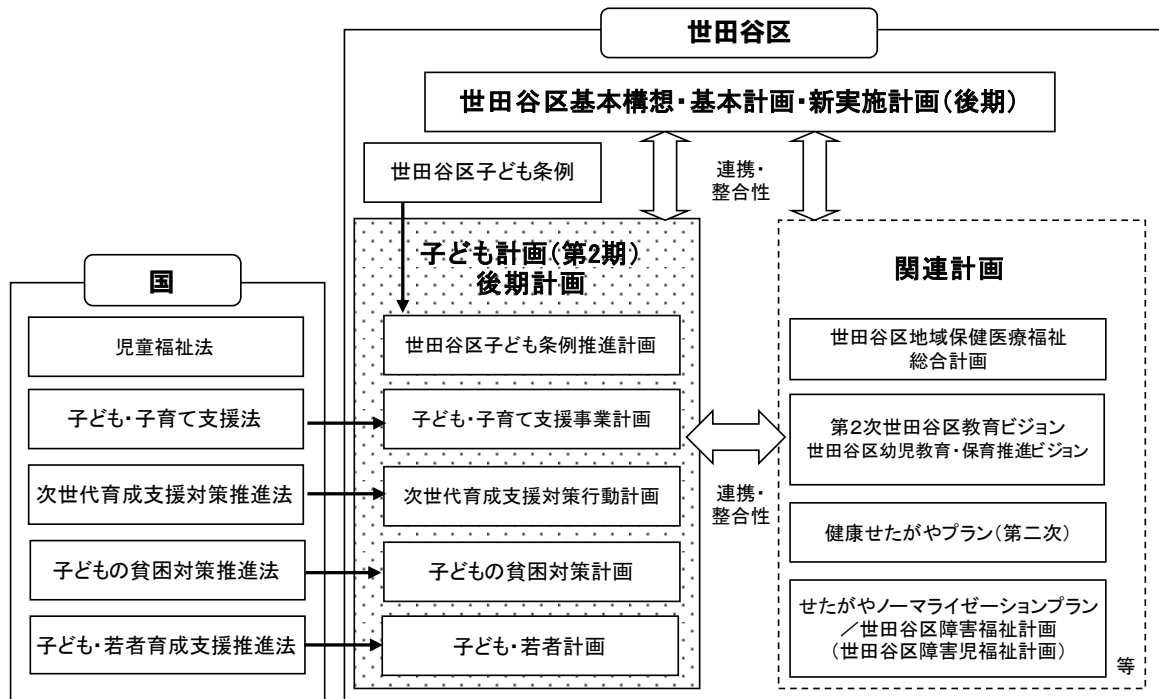 世田谷区
世田谷区基本構想・基本計画・新実施計画(後期)
世田谷区子ども条例
連携・
整合性
子ども計画(第2期)
後期計画
関連計画
国
児童福祉法
子ども・子育て支援法
次世代育成支援対策推進法
子どもの貧困対策推進法
子ども・若者育成支援推進法
世田谷区子ども条例推進計画
子ども・子育て支援事業計画
次世代育成支援対策行動計画
子どもの貧困対策計画
子ども・若者計画
連携・
整合性
世田谷区地域保健医療福祉
総合計画
第2次世田谷区教育ビジョン
世田谷区幼児教育・保育推進ビジョン
健康せたがやプラン(第二次)
せたがやノーマライゼーションプラン
/世田谷区障害福祉計画
(世田谷区障害児福祉計画)
等